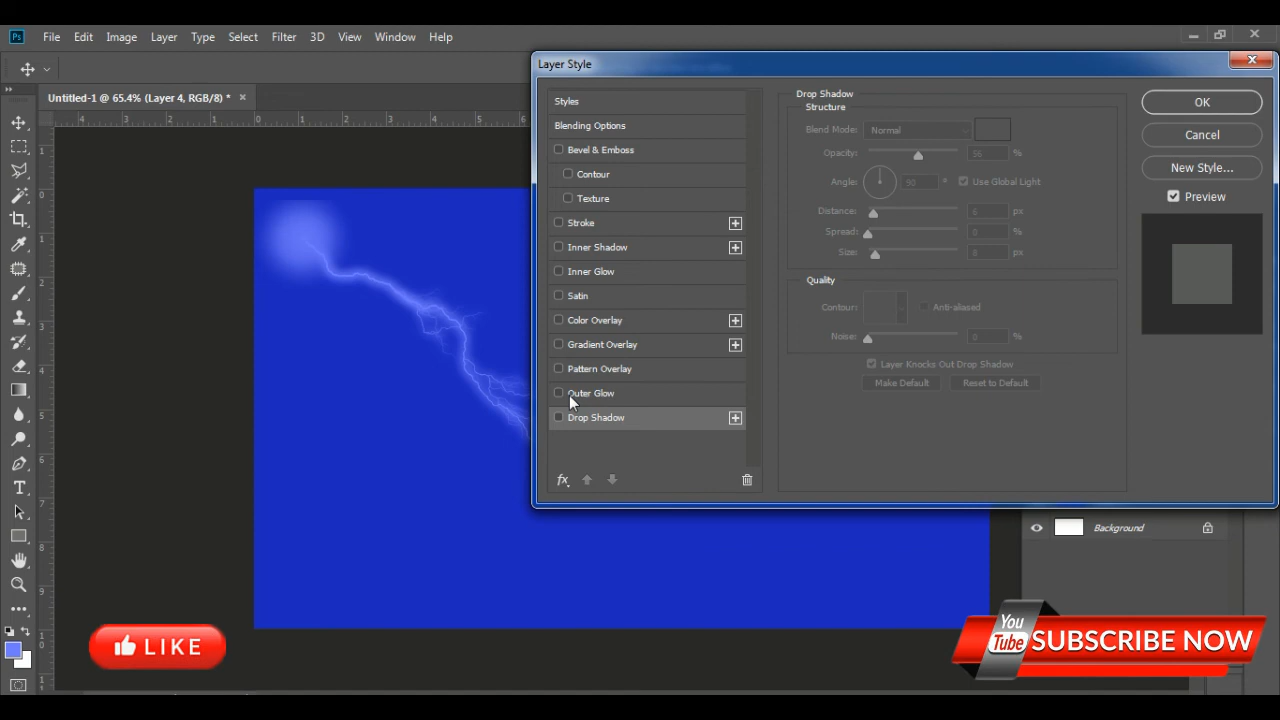 Ps File Edit Image Layer Type Select Filter 3D View Window Help
Layer Style
Untitled-1 @ 65.4% (Layer 4, RGB/8) *
Styles
Blending Options
Bevel & Emboss
Contour
Texture
Stroke
Inner Shadow
Inner Glow
Satin
Color Overlay
Gradient Overlay
Pattern Overlay
Outer Glow
Drop Shadow
fx
Drop Shadow
Structure
Blend Mode: Normal
Opacity: 55 %
Angle: 90 ° Use Global Light
Distance: 6 px
Spread: 0 %
Size: 8 px
Quality
Contour: Anti-aliased
Noise: 0 %
Layer Knocks Out Drop Shadow
Make Default Reset to Default
OK
Cancel
New Style...
Preview
Background
LIKE
You Tube SUBSCRIBE NOW